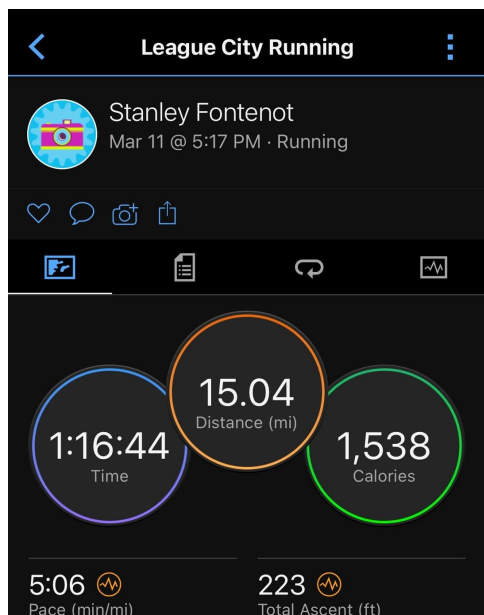 League City Running
Stanley Fontenot
Mar 11 @ 5:17 PM · Running
15.04
Distance (mi)
1:16:44
Time
1,538
Calories
5:06
Pace (min/mi)
223
Total Ascent (ft)